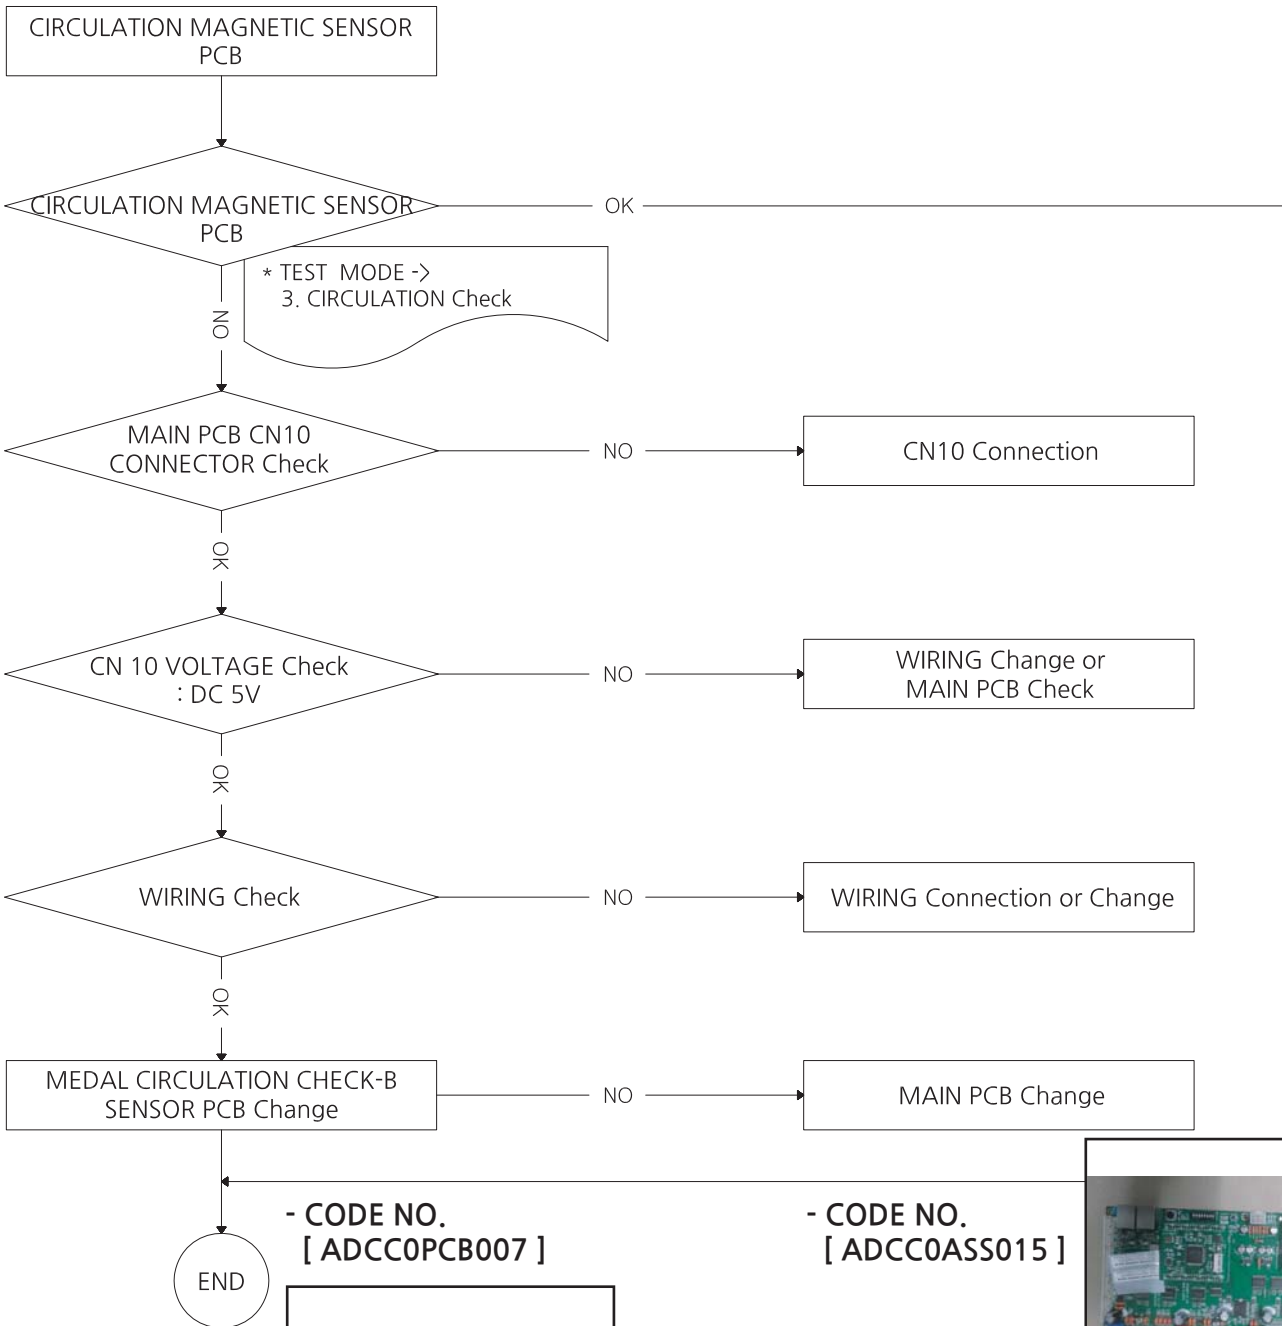 CIRCULATION MAGNETIC SENSOR
PCB
CIRCULATION MAGNETIC SENSOR
PCB
OK
* TEST MODE ->
3. CIRCULATION Check
NO
MAIN PCB CN10
CONNECTOR Check
NO
CN10 Connection
OK
CN 10 VOLTAGE Check
: DC 5V
NO
WIRING Change or
MAIN PCB Check
OK
WIRING Check
NO
WIRING Connection or Change
OK
MEDAL CIRCULATION CHECK-B
SENSOR PCB Change
NO
MAIN PCB Change
- CODE NO.
[ ADCC0PCB007 ]
- CODE NO.
[ ADCC0ASS015 ]
END